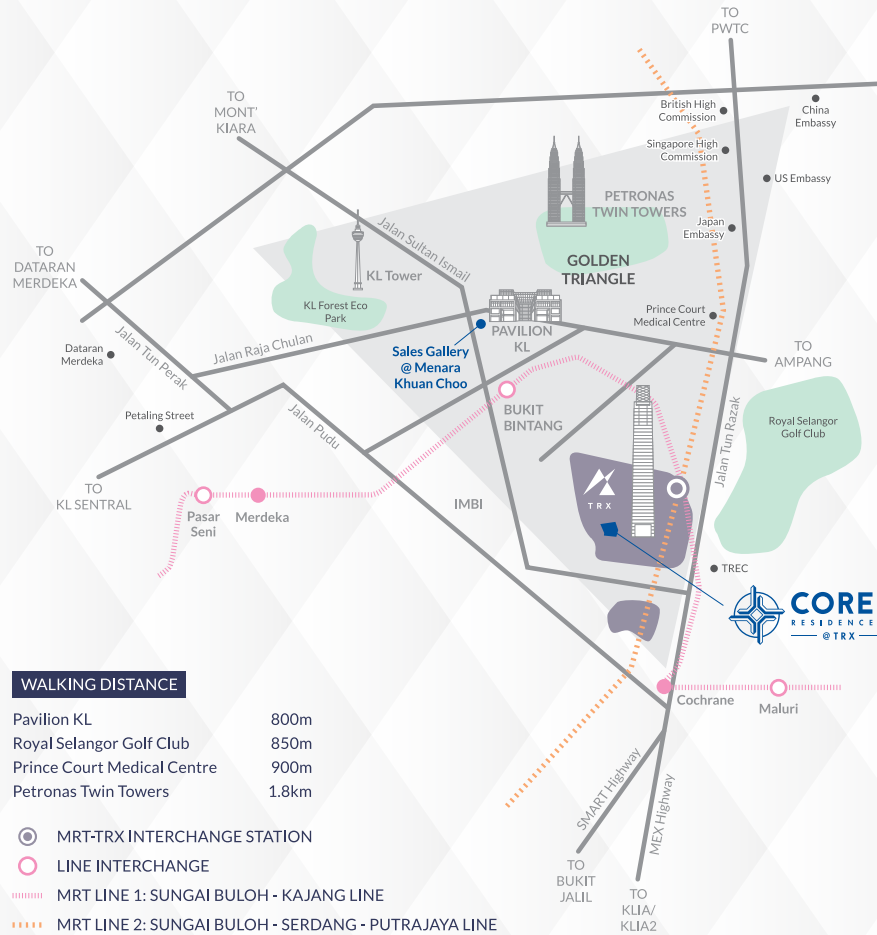 TO
PWTC
TO
MONT'
KIARA
British High
Commission
China
Embassy
Singapore High
Commission
US Embassy
PETRONAS
TWIN TOWERS
Japan
Embassy
Jalan Sultan Ismail
TO
DATARAN
MERDEKA
KL Tower
GOLDEN
TRIANGLE
KL Forest Eco
Park
Prince Court
Medical Centre
PAVILION
KL
Jalan Raja Chulan
Jalan Tun Perak
Dataran
Merdeka
Sales Gallery
@ Menara
Khuan Choo
TO
AMPANG
Petaling Street
Jalan Pudu
BUKIT
BINTANG
Jalan Tun Razak
Royal Selangor
Golf Club
TO
KL SENTRAL
Pasar
Seni
Merdeka
IMBI
TRX
TREC
CORE
RESIDENCE
@TRX
Cochrane
Maluri
WALKING DISTANCE
Pavilion KL 800m
Royal Selangor Golf Club 850m
Prince Court Medical Centre 900m
Petronas Twin Towers 1.8km
SMART Highway
MEX Highway
MRT-TRX INTERCHANGE STATION
LINE INTERCHANGE
MRT LINE 1: SUNGAI BULOH - KAJANG LINE
MRT LINE 2: SUNGAI BULOH - SERDANG - PUTRAJAYA LINE
TO
BUKIT
JALIL
TO
KLIA/
KLIA2